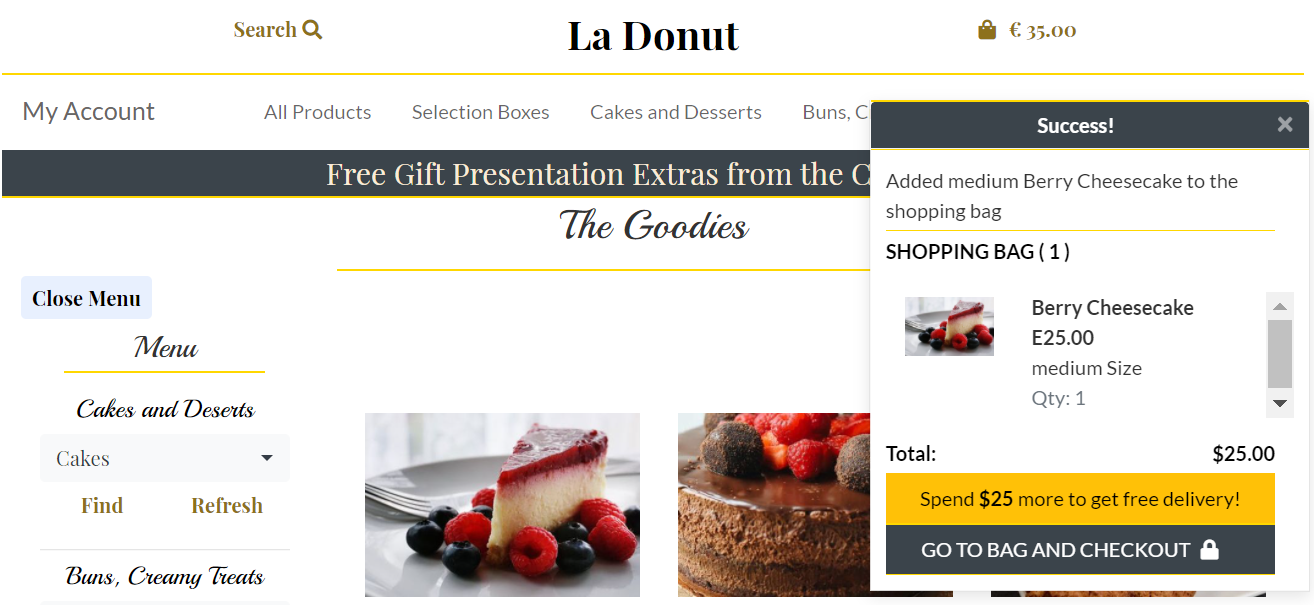 Search
La Donut
€ 35.00
My Account
All Products
Selection Boxes
Cakes and Desserts
Buns, C
Free Gift Presentation Extras from the C
The Goodies
Close Menu
Menu
Cakes and Deserts
Cakes
Find
Refresh
Buns, Creamy Treats
Success!
×
Added medium Berry Cheesecake to the
shopping bag
SHOPPING BAG ( 1 )
Berry Cheesecake
E25.00
medium Size
Qty: 1
Total:
$25.00
Spend $25 more to get free delivery!
GO TO BAG AND CHECKOUT